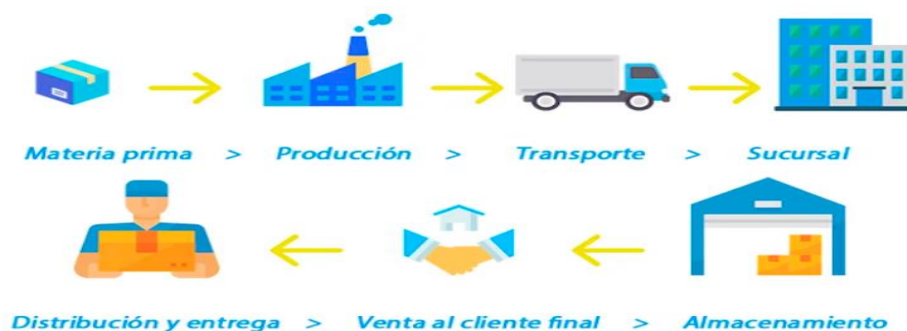 Materia prima > Producción > Transporte > Sucursal
Distribución y entrega > Venta al cliente final > Almacenamiento